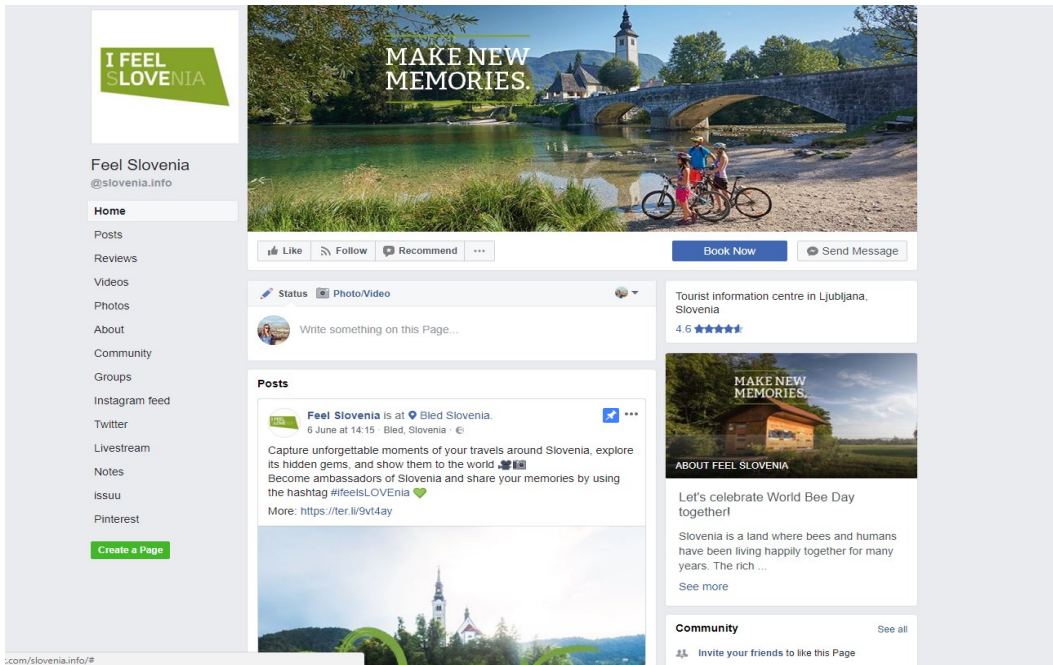 I FEEL
SLOVENIA
MAKE NEW
MEMORIES.
Feel Slovenia
@slovenia.info
Home
Posts
Reviews
Videos
Photos
About
Community
Groups
Instagram feed
Twitter
Livestream
Notes
issuu
Pinterest
Create a Page
Like Follow Recommend ...
Book Now Send Message
Status Photo/Video
Write something on this Page...
Posts
Feel Slovenia is at Bled Slovenia.
6 June at 14:15 · Bled, Slovenia ·
Capture unforgettable moments of your travels around Slovenia, explore
its hidden gems, and show them to the world 🎥📷
Become ambassadors of Slovenia and share your memories by using
the hashtag #ifeelsLOVEnia 💚
More: https://ter.li/9vt4ay
Tourist information centre in Ljubljana,
Slovenia
4.6 ★★★★★
MAKE NEW
MEMORIES.
ABOUT FEEL SLOVENIA
Let's celebrate World Bee Day
together!
Slovenia is a land where bees and humans
have been living happily together for many
years. The rich ...
See more
Community See all
Invite your friends to like this Page
.com/slovenia.info/#